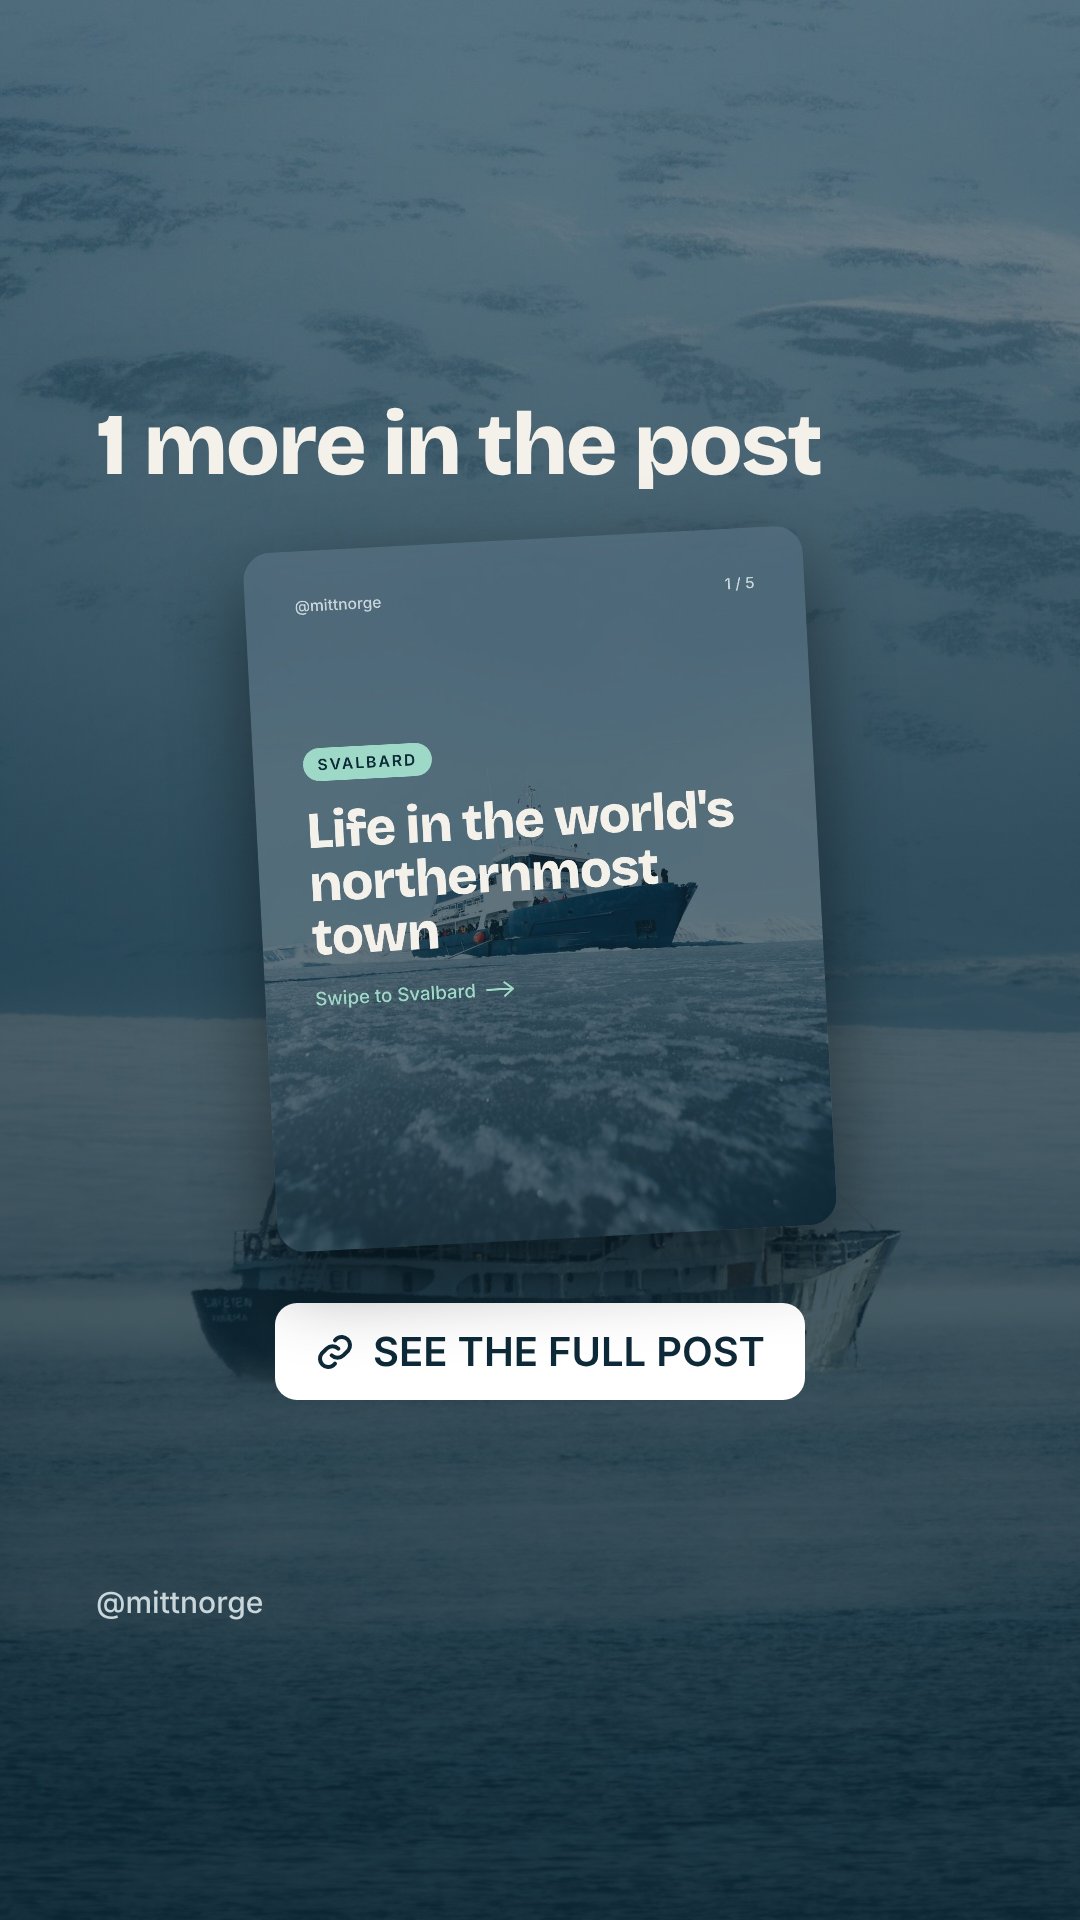 1 more in the post
@mittnorge
1 / 5
SVALBARD
Life in the world's
northernmost
town
Swipe to Svalbard
SEE THE FULL POST
@mittnorge